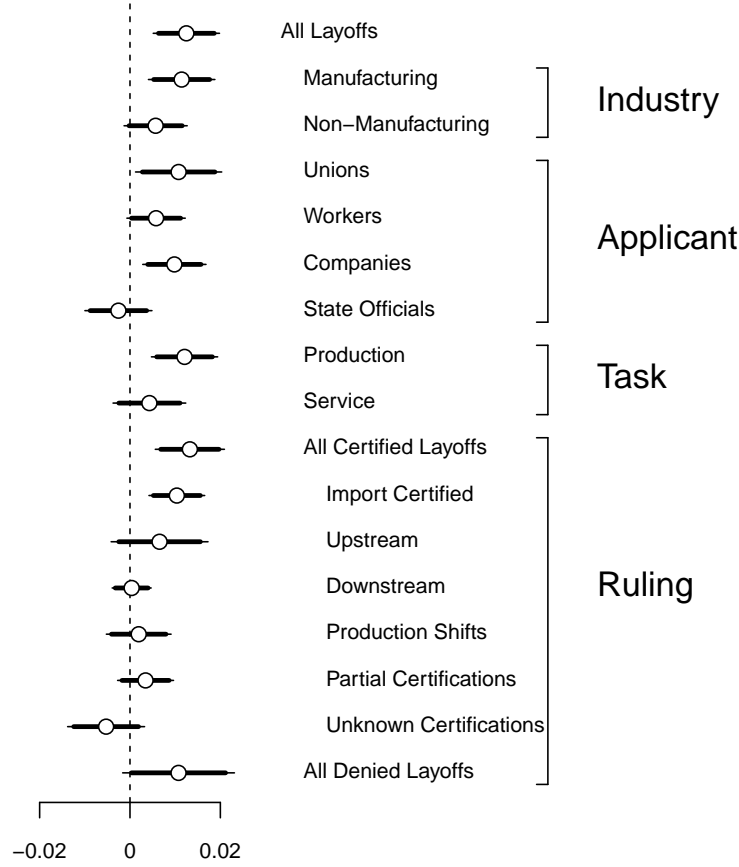 All Layoffs
Manufacturing
Non−Manufacturing
Industry
Unions
Workers
Companies
State Officials
Applicant
Production
Service
Task
All Certified Layoffs
Import Certified
Upstream
Downstream
Production Shifts
Partial Certifications
Unknown Certifications
All Denied Layoffs
Ruling
−0.02 0 0.02